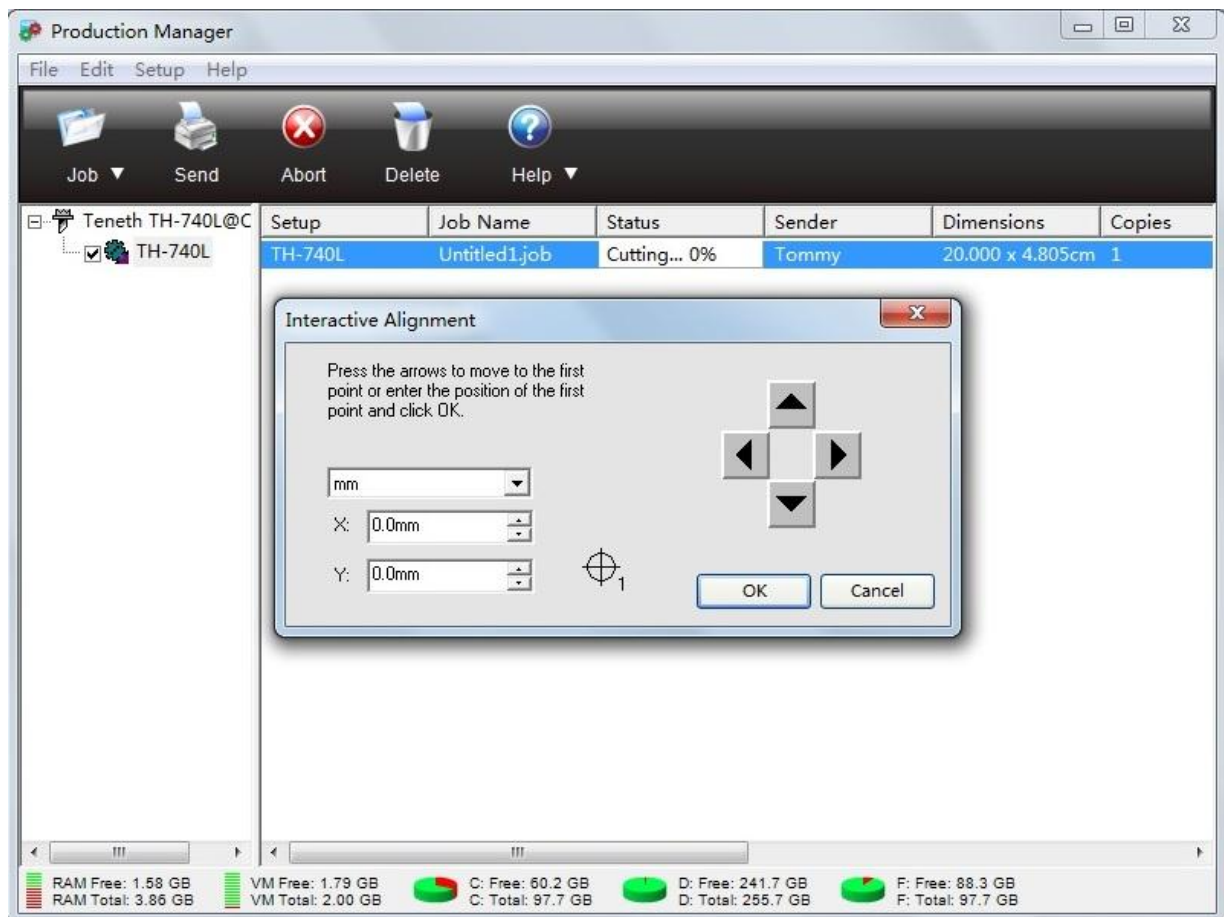 Production Manager
File Edit Setup Help
Job Send Abort Delete Help
Teneth TH-740L@C
TH-740L
Setup Job Name Status Sender Dimensions Copies
TH-740L Untitled1.job Cutting... 0% Tommy 20.000 x 4.805cm 1
Interactive Alignment
Press the arrows to move to the first
point or enter the position of the first
point and click OK.
mm
X: 0.0mm
Y: 0.0mm
1
OK Cancel
RAM Free: 1.58 GB VM Free: 1.79 GB C: Free: 60.2 GB D: Free: 241.7 GB F: Free: 88.3 GB
RAM Total: 3.86 GB VM Total: 2.00 GB C: Total: 97.7 GB D: Total: 255.7 GB F: Total: 97.7 GB